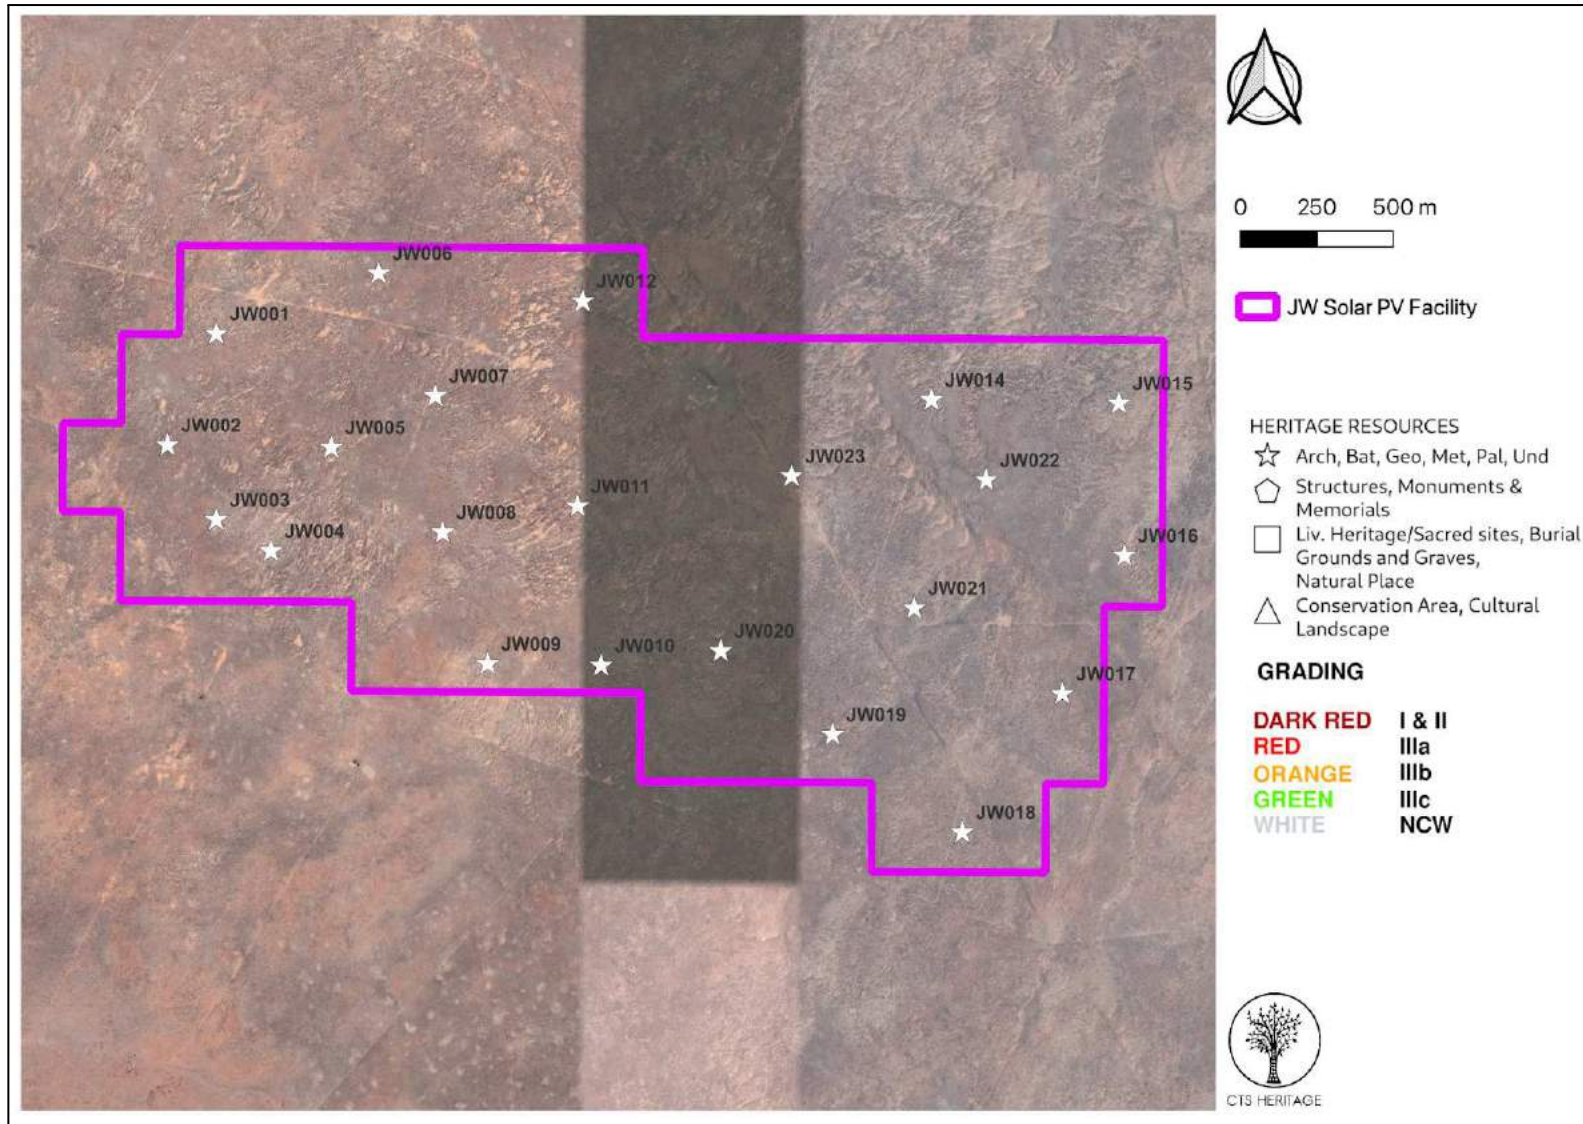 JW006
JW012
JW001
JW007
JW014
JW015
JW002
JW005
JW023
JW022
JW003
JW004
JW008
JW011
JW016
JW021
JW009
JW010
JW020
JW017
JW019
JW018
0 250 500 m
JW Solar PV Facility
HERITAGE RESOURCES
Arch, Bat, Geo, Met, Pal, Und
Structures, Monuments &
Memorials
Liv. Heritage/Sacred sites, Burial
Grounds and Graves,
Natural Place
Conservation Area, Cultural
Landscape
GRADING
DARK RED I & II
RED IIIa
ORANGE IIIb
GREEN IIIc
WHITE NCW
CTS HERITAGE